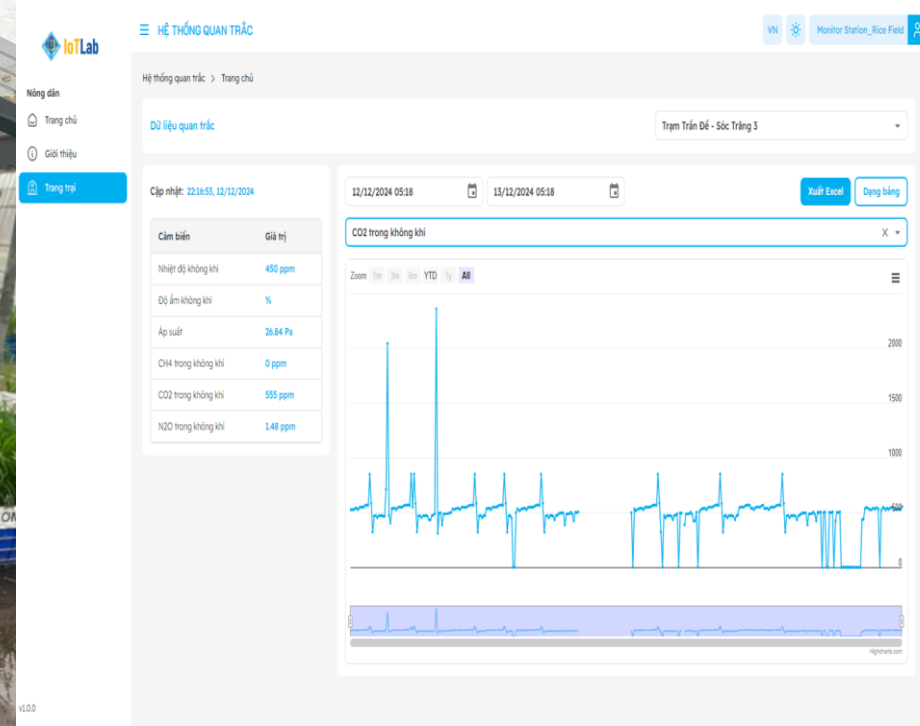 IoTLab
HỆ THỐNG QUAN TRẮC
VN
Monitor Station_Rice Field
Nông dân
Trang chủ
Giới thiệu
Trang trại
Hệ thống quan trắc > Trang chủ
Dữ liệu quan trắc
Trạm Trần Đề - Sóc Trăng 3
Cập nhật: 22:16:53, 12/12/2024
Cảm biến Giá trị
Nhiệt độ không khí 450 ppm
Độ ẩm không khí %
Áp suất 26.84 Pa
CH4 trong không khí 0 ppm
CO2 trong không khí 555 ppm
N2O trong không khí 1.48 ppm
12/12/2024 05:18
13/12/2024 05:18
Xuất Excel
Dạng bảng
CO2 trong không khí X
Zoom 1m 3m 6m YTD 1y All
2000
1500
1000
500
0
Highcharts.com
v1.0.0
ON